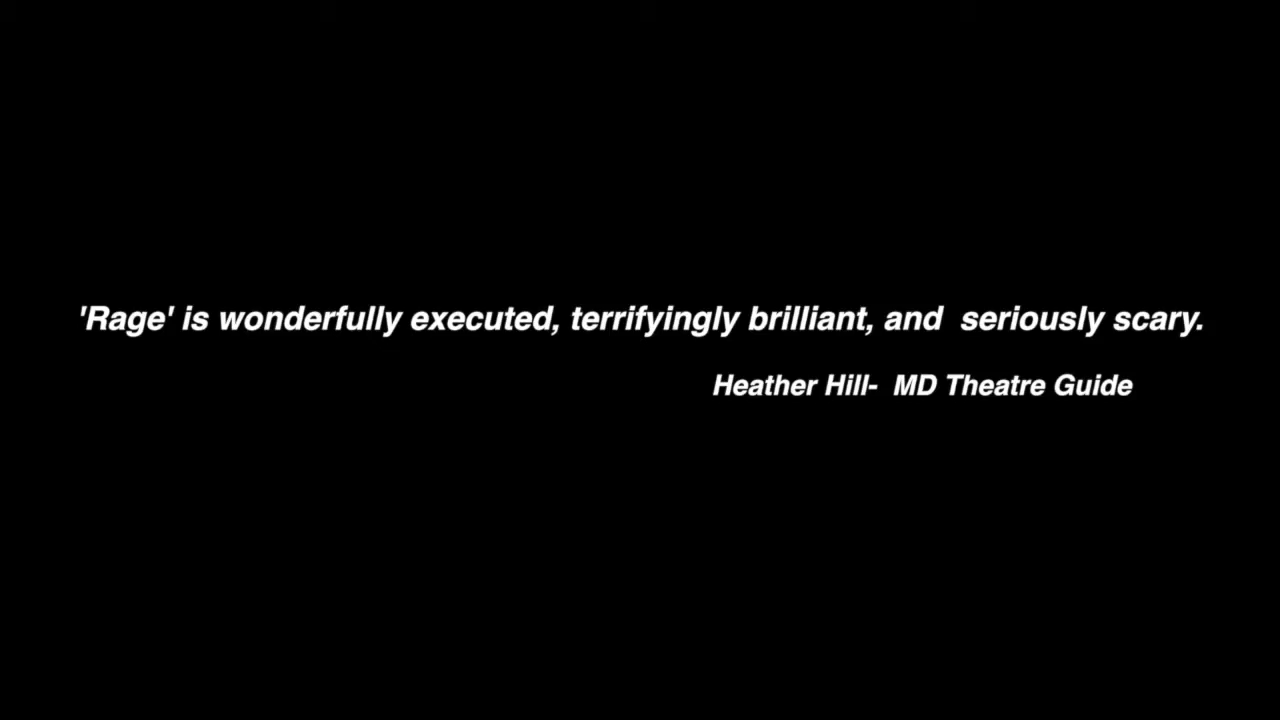 'Rage' is wonderfully executed, terrifyingly brilliant, and  seriously scary.
Heather Hill-  MD Theatre Guide